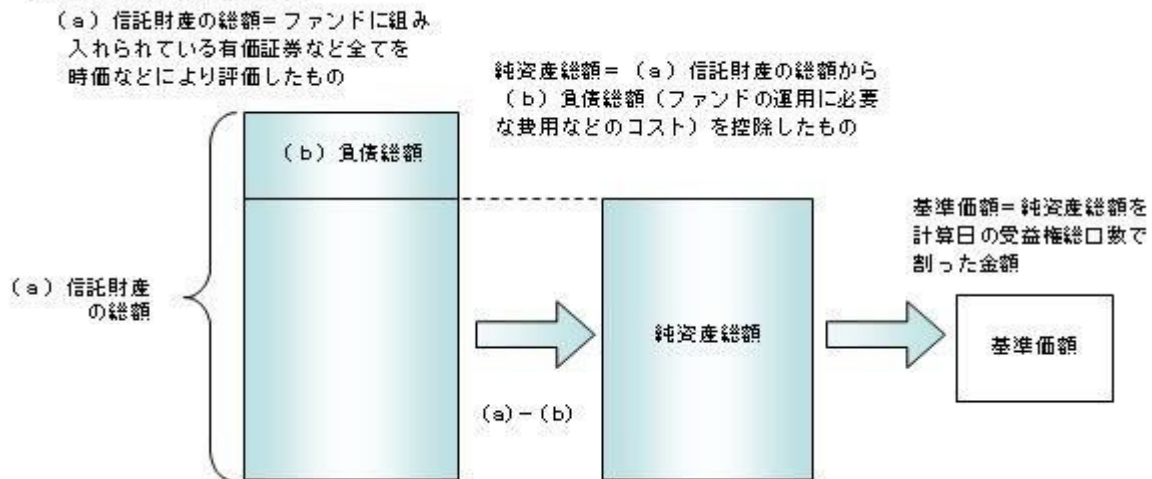 （a）信託財産の総額＝ファンドに組み
入れられている有価証券など全てを
時価などにより評価したもの
純資産総額＝（a）信託財産の総額から
（b）負債総額（ファンドの運用に必要
な費用などのコスト）を控除したもの
（b）負債総額
基準価額＝純資産総額を
計算日の受益権総口数で
割った金額
（a）信託財産
の総額
純資産総額
基準価額
(a)－(b)